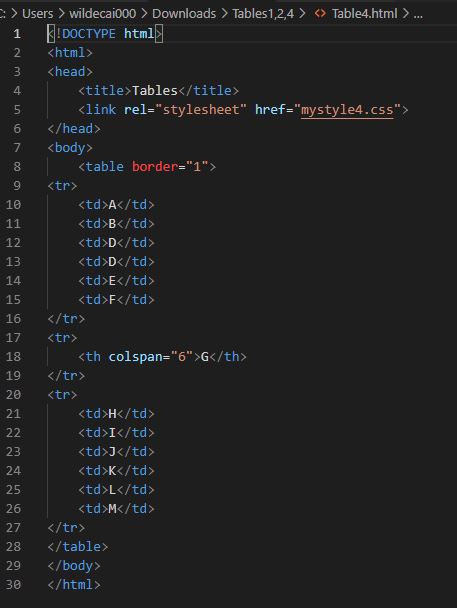 C: > Users > wildecai000 > Downloads > Tables1,2,4 > <> Table4.html > ...
1 <!DOCTYPE html>
2 <html>
3 <head>
4 <title>Tables</title>
5 <link rel="stylesheet" href="mystyle4.css">
6 </head>
7 <body>
8 <table border="1">
9 <tr>
10 <td>A</td>
11 <td>B</td>
12 <td>D</td>
13 <td>D</td>
14 <td>E</td>
15 <td>F</td>
16 </tr>
17 <tr>
18 <th colspan="6">G</th>
19 </tr>
20 <tr>
21 <td>H</td>
22 <td>I</td>
23 <td>J</td>
24 <td>K</td>
25 <td>L</td>
26 <td>M</td>
27 </tr>
28 </table>
29 </body>
30 </html>